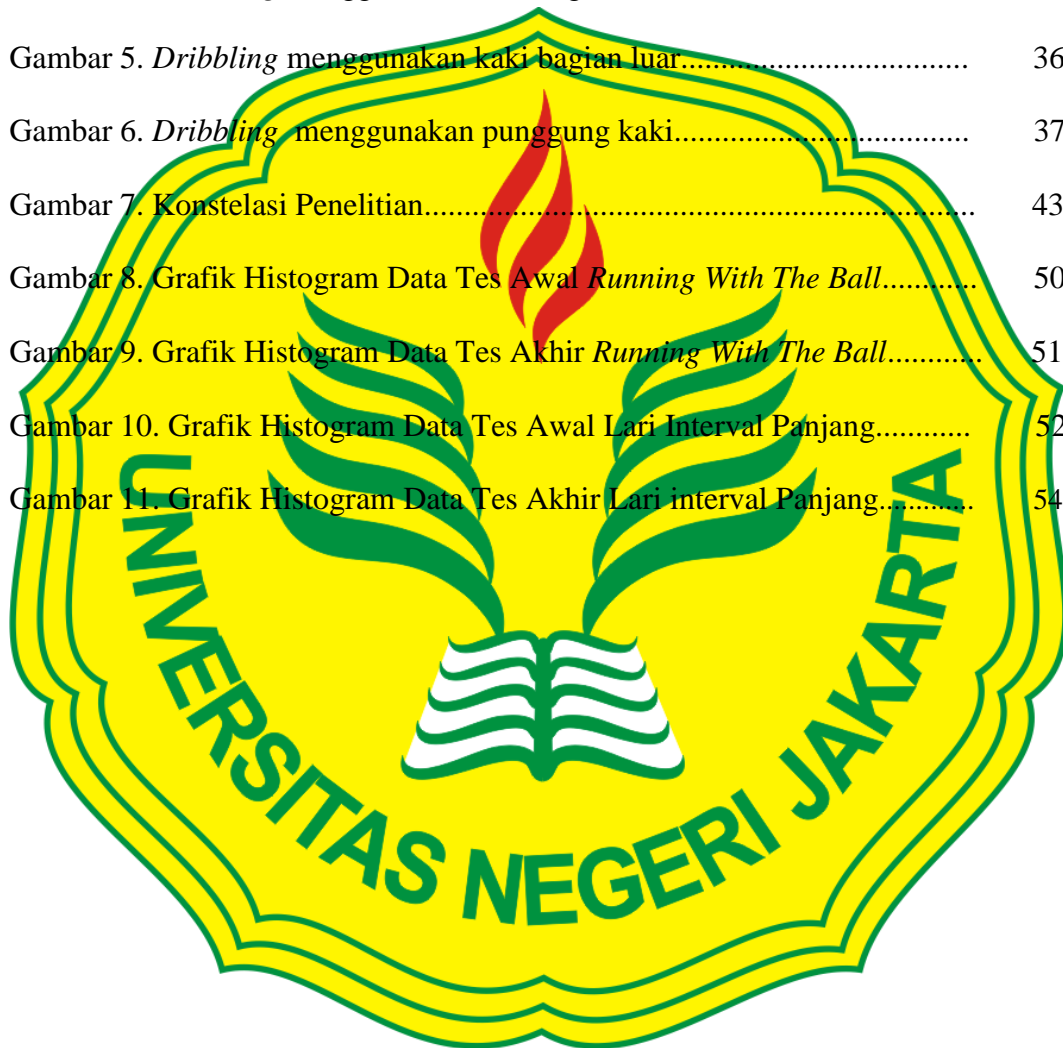 Gambar 5. Dribbling menggunakan kaki bagian luar.................................. 36
Gambar 6. Dribbling menggunakan punggung kaki................................... 37
Gambar 7. Konstelasi Penelitian.................................................................. 43
Gambar 8. Grafik Histogram Data Tes Awal Running With The Ball............ 50
Gambar 9. Grafik Histogram Data Tes Akhir Running With The Ball............ 51
Gambar 10. Grafik Histogram Data Tes Awal Lari Interval Panjang............ 52
Gambar 11. Grafik Histogram Data Tes Akhir Lari interval Panjang............ 54
UNIVERSITAS NEGERI JAKARTA